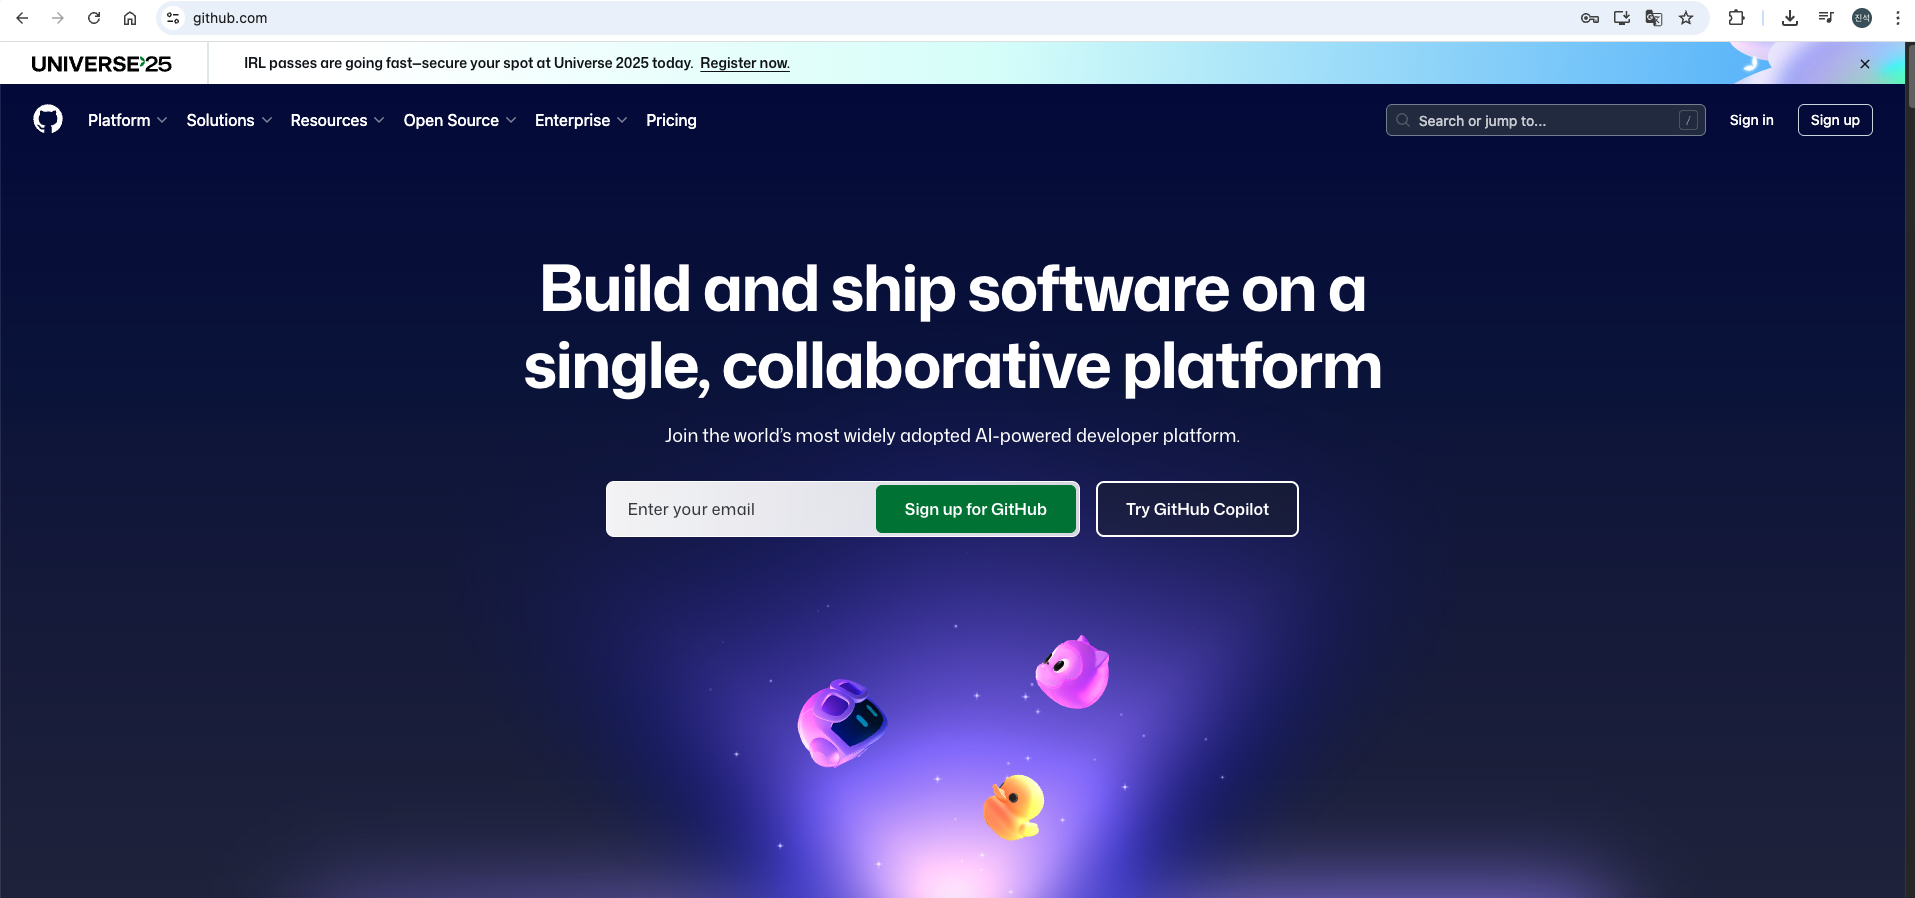 github.com
진석
UNIVERSE'25
IRL passes are going fast—secure your spot at Universe 2025 today. Register now.
Platform Solutions Resources Open Source Enterprise Pricing
Search or jump to... /
Sign in
Sign up
Build and ship software on a
single, collaborative platform
Join the world's most widely adopted AI-powered developer platform.
Enter your email
Sign up for GitHub
Try GitHub Copilot